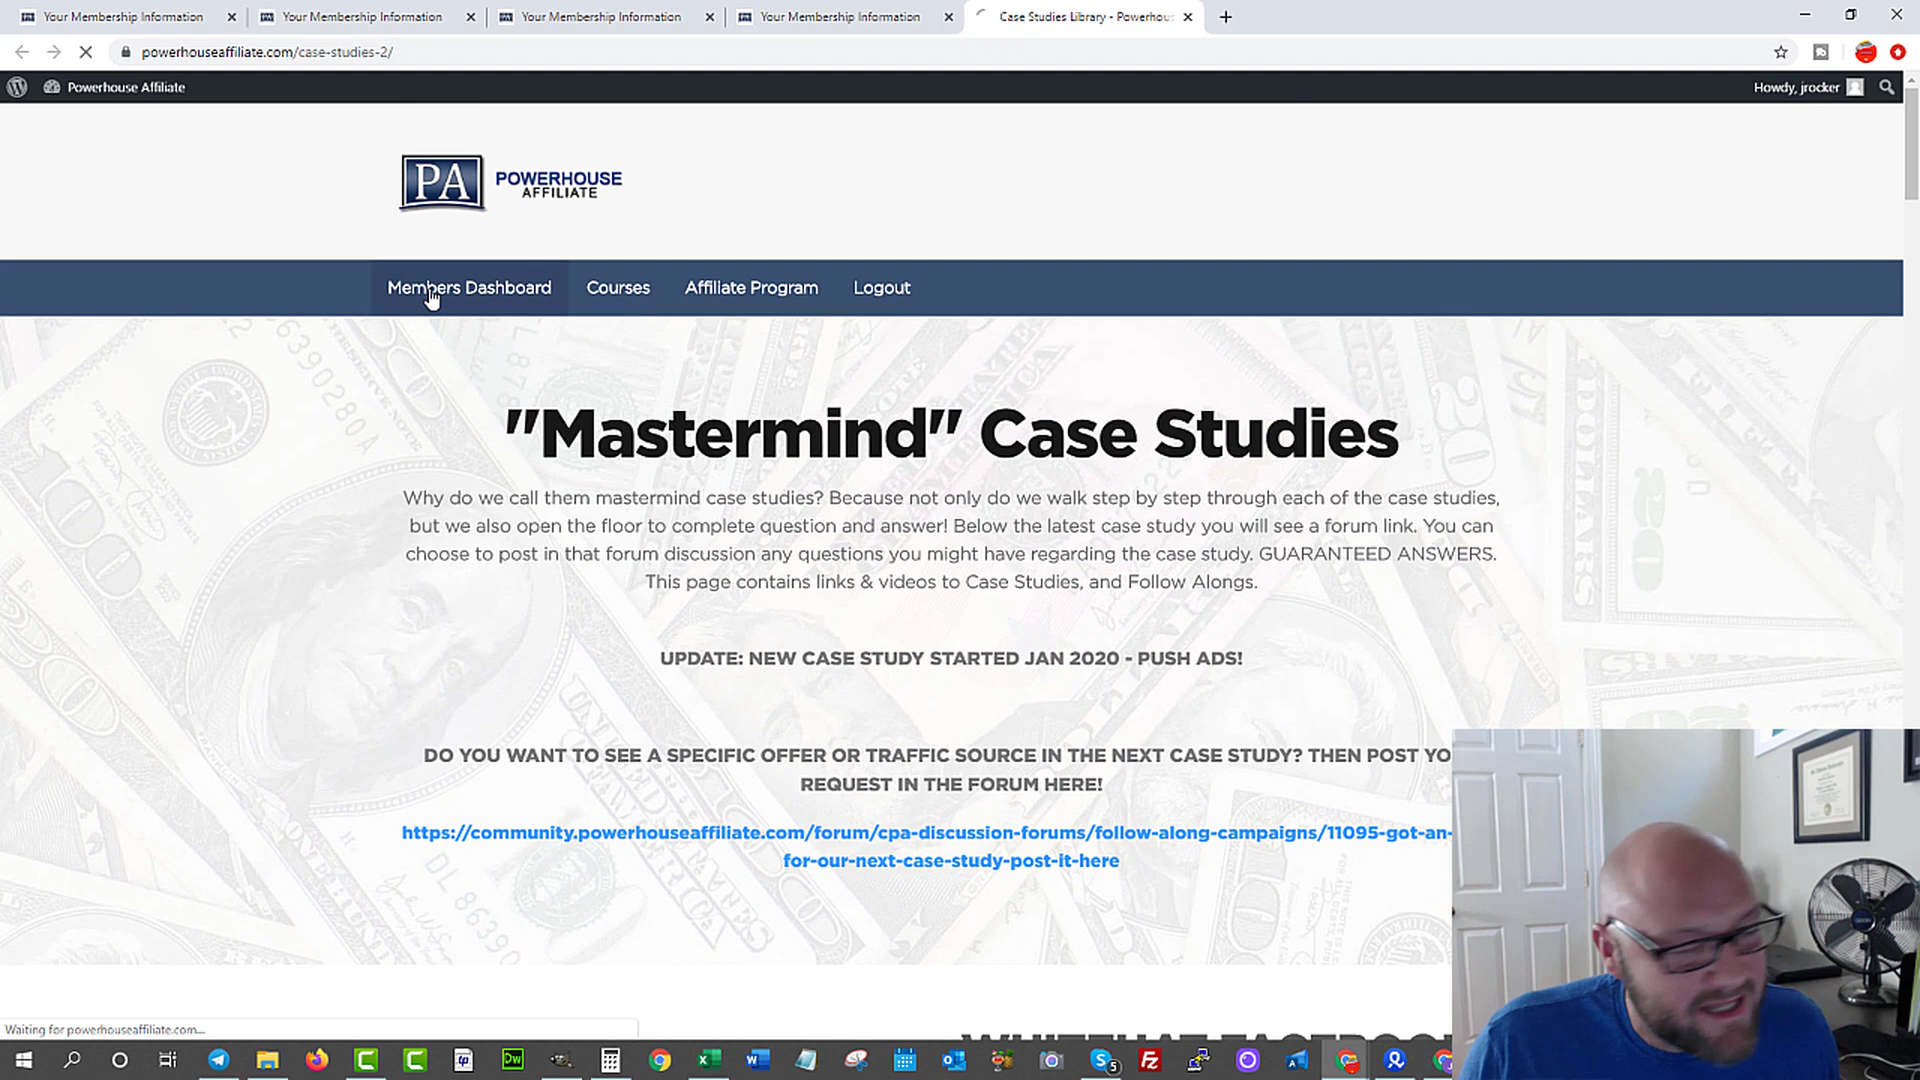 Your Membership Information
Your Membership Information
Your Membership Information
Your Membership Information
Case Studies Library - Powerhous
powerhouseaffiliate.com/case-studies-2/
Powerhouse Affiliate
Howdy, jrocker
PA
POWERHOUSE
AFFILIATE
Members Dashboard
Courses
Affiliate Program
Logout
"Mastermind" Case Studies
Why do we call them mastermind case studies? Because not only do we walk step by step through each of the case studies,
but we also open the floor to complete question and answer! Below the latest case study you will see a forum link. You can
choose to post in that forum discussion any questions you might have regarding the case study. GUARANTEED ANSWERS.
This page contains links & videos to Case Studies, and Follow Alongs.
UPDATE: NEW CASE STUDY STARTED JAN 2020 - PUSH ADS!
DO YOU WANT TO SEE A SPECIFIC OFFER OR TRAFFIC SOURCE IN THE NEXT CASE STUDY? THEN POST YO
REQUEST IN THE FORUM HERE!
https://community.powerhouseaffiliate.com/forum/cpa-discussion-forums/follow-along-campaigns/11095-got-an-
for-our-next-case-study-post-it-here
Waiting for powerhouseaffiliate.com...